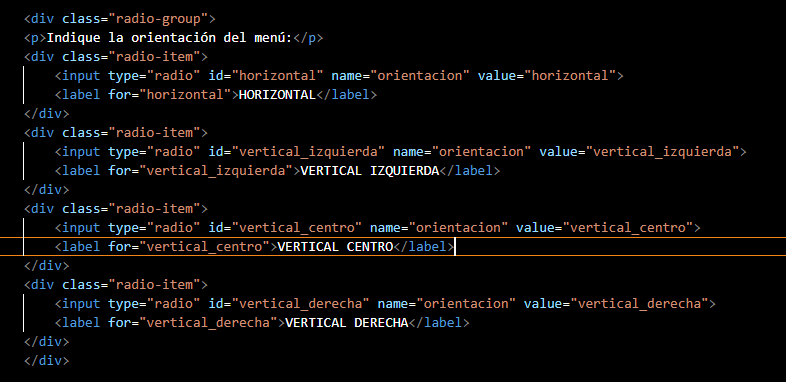 <div class="radio-group">
<p>Indique la orientación del menú:</p>
<div class="radio-item">
<input type="radio" id="horizontal" name="orientacion" value="horizontal">
<label for="horizontal">HORIZONTAL</label>
</div>
<div class="radio-item">
<input type="radio" id="vertical_izquierda" name="orientacion" value="vertical_izquierda">
<label for="vertical_izquierda">VERTICAL IZQUIERDA</label>
</div>
<div class="radio-item">
<input type="radio" id="vertical_centro" name="orientacion" value="vertical_centro">
<label for="vertical_centro">VERTICAL CENTRO</label>
</div>
<div class="radio-item">
<input type="radio" id="vertical_derecha" name="orientacion" value="vertical_derecha">
<label for="vertical_derecha">VERTICAL DERECHA</label>
</div>
</div>